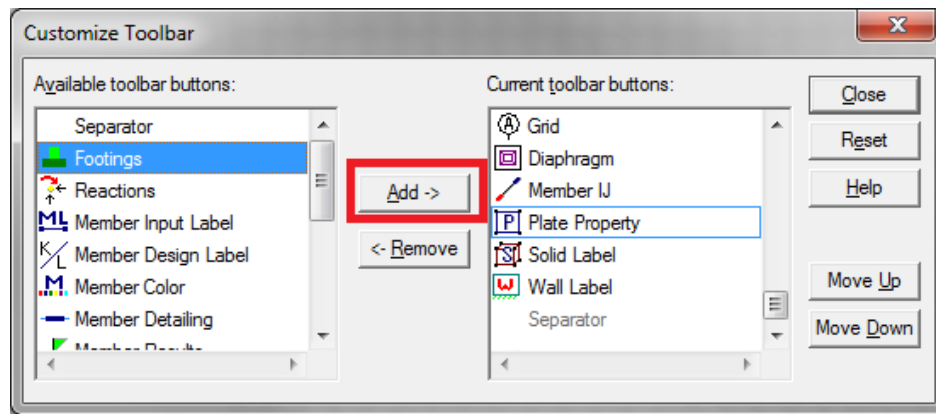 Customize Toolbar
Available toolbar buttons:
Separator
Footings
Reactions
Member Input Label
Member Design Label
Member Color
Member Detailing
Member Results
Add ->
<- Remove
Current toolbar buttons:
Grid
Diaphragm
Member IJ
Plate Property
Solid Label
Wall Label
Separator
Close
Reset
Help
Move Up
Move Down